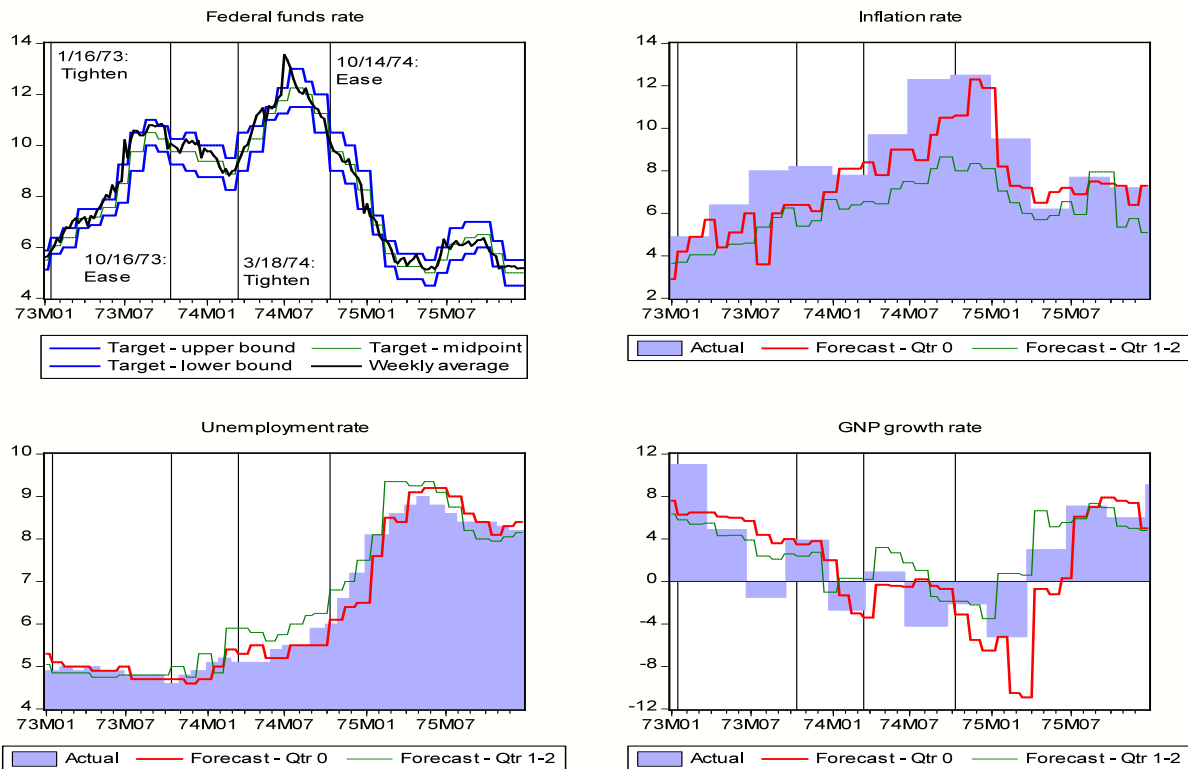 Federal funds rate
14
12
10
8
6
4
1/16/73:
Tighten
10/14/74:
Ease
10/16/73:
Ease
3/18/74:
Tighten
73M01 73M07 74M01 74M07 75M01 75M07
Target - upper bound Target - midpoint
Target - lower bound Weekly average
Inflation rate
14
12
10
8
6
4
2
73M01 73M07 74M01 74M07 75M01 75M07
Actual Forecast - Qtr 0 Forecast - Qtr 1-2
Unemployment rate
10
9
8
7
6
5
4
73M01 73M07 74M01 74M07 75M01 75M07
Actual Forecast - Qtr 0 Forecast - Qtr 1-2
GNP growth rate
12
8
4
0
-4
-8
-12
73M01 73M07 74M01 74M07 75M01 75M07
Actual Forecast - Qtr 0 Forecast - Qtr 1-2